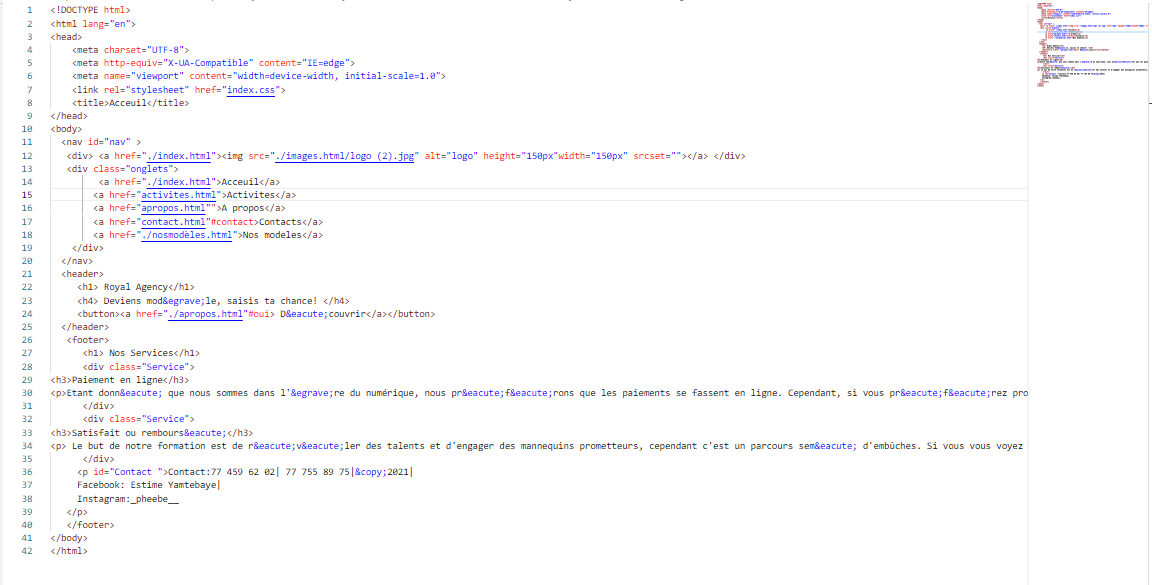 1 <!DOCTYPE html>
2 <html lang="en">
3 <head>
4 <meta charset="UTF-8">
5 <meta http-equiv="X-UA-Compatible" content="IE=edge">
6 <meta name="viewport" content="width=device-width, initial-scale=1.0">
7 <link rel="stylesheet" href="index.css">
8 <title>Acceuil</title>
9 </head>
10 <body>
11 <nav id="nav" >
12 <div> <a href="./index.html"><img src="./images.html/logo (2).jpg" alt="logo" height="150px"width="150px" srcset=""></a> </div>
13 <div class="onglets">
14 <a href="./index.html">Acceuil</a>
15 <a href="activites.html">Activites</a>
16 <a href="apropos.html"">A propos</a>
17 <a href="contact.html"#contact>Contacts</a>
18 <a href="./nosmodèles.html">Nos modeles</a>
19 </div>
20 </nav>
21 <header>
22 <h1> Royal Agency</h1>
23 <h4> Deviens mod&egrave;le, saisis ta chance! </h4>
24 <button><a href="./apropos.html"#oui> D&eacute;couvrir</a></button>
25 </header>
26 <footer>
27 <h1> Nos Services</h1>
28 <div class="Service">
29 <h3>Paiement en ligne</h3>
30 <p>Etant donn&eacute; que nous sommes dans l'&egrave;re du numérique, nous pr&eacute;f&eacute;rons que les paiements se fassent en ligne. Cependant, si vous pr&eacute;f&eacute;rez pro
31 </div>
32 <div class="Service">
33 <h3>Satisfait ou rembours&eacute;</h3>
34 <p> Le but de notre formation est de r&eacute;v&eacute;ler des talents et d'engager des mannequins prometteurs, cependant c'est un parcours sem&eacute; d'embûches. Si vous vous voyez
35 </div>
36 <p id="Contact ">Contact:77 459 62 02| 77 755 89 75|&copy;2021|
37 Facebook: Estime Yamtebaye|
38 Instagram:_pheebe__
39 </p>
40 </footer>
41 </body>
42 </html>